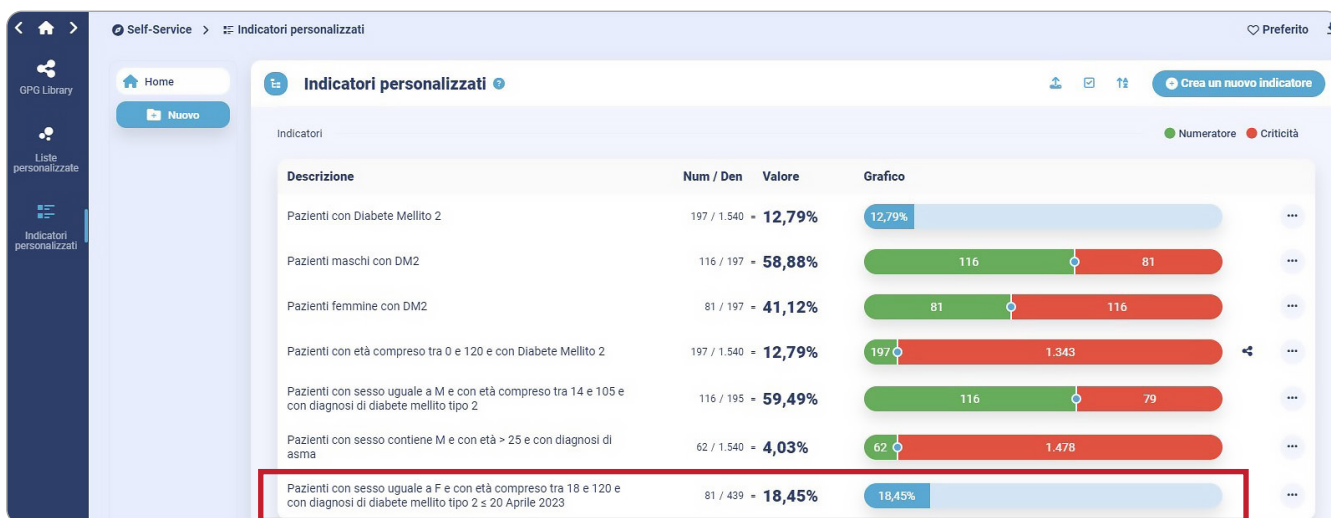 Self-Service > Indicatori personalizzati
Preferito
GPG Library
Liste
personalizzate
Indicatori
personalizzati
Home
Nuovo
Indicatori personalizzati ?
Crea un nuovo indicatore
Indicatori
Numeratore Criticità
Descrizione Num / Den Valore Grafico
Pazienti con Diabete Mellito 2 197 / 1.540 = 12,79% 12,79%
Pazienti maschi con DM2 116 / 197 = 58,88% 116 81
Pazienti femmine con DM2 81 / 197 = 41,12% 81 116
Pazienti con età compreso tra 0 e 120 e con Diabete Mellito 2 197 / 1.540 = 12,79% 197 1.343
Pazienti con sesso uguale a M e con età compreso tra 14 e 105 e
con diagnosi di diabete mellito tipo 2 116 / 195 = 59,49% 116 79
Pazienti con sesso contiene M e con età > 25 e con diagnosi di
asma 62 / 1.540 = 4,03% 62 1.478
Pazienti con sesso uguale a F e con età compreso tra 18 e 120 e
con diagnosi di diabete mellito tipo 2 ≤ 20 Aprile 2023 81 / 439 = 18,45% 18,45%